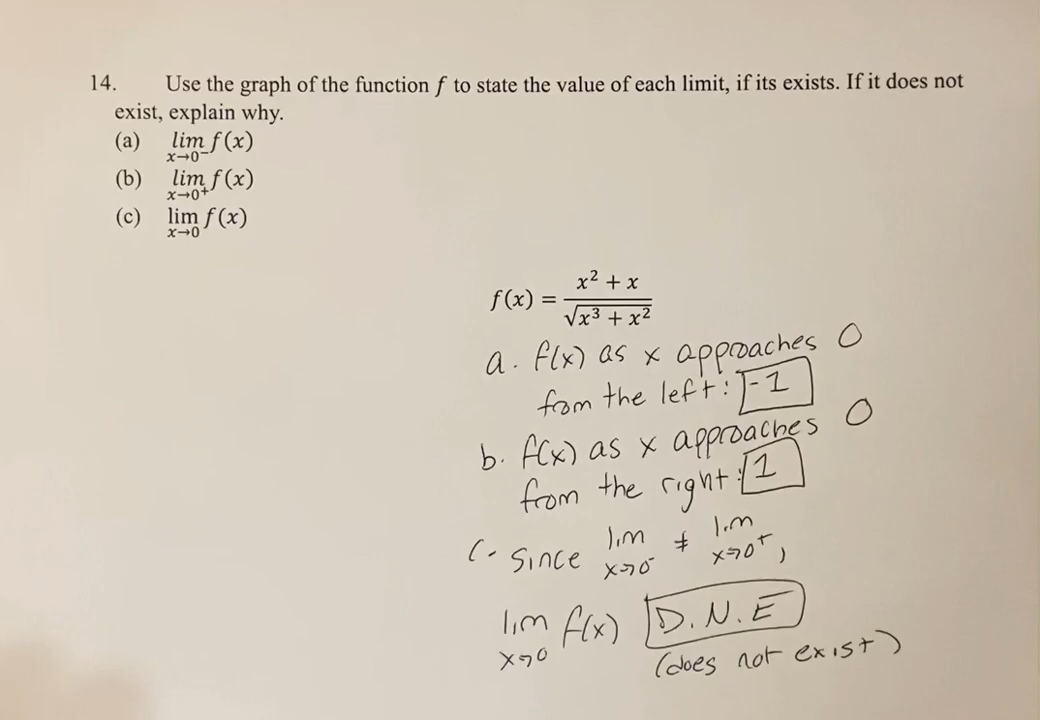 14. Use the graph of the function f to state the value of each limit, if its exists. If it does not
exist, explain why.
(a) lim f(x)
x→0⁻
(b) lim f(x)
x→0⁺
(c) lim f(x)
x→0
f(x) = (x² + x)/√(x³ + x²)
a. f(x) as x approaches 0
from the left: -1
b. f(x) as x approaches 0
from the right: 1
c. Since lim x→0⁻ ≠ lim x→0⁺,
lim x→0 f(x) D.N.E
(does not exist)